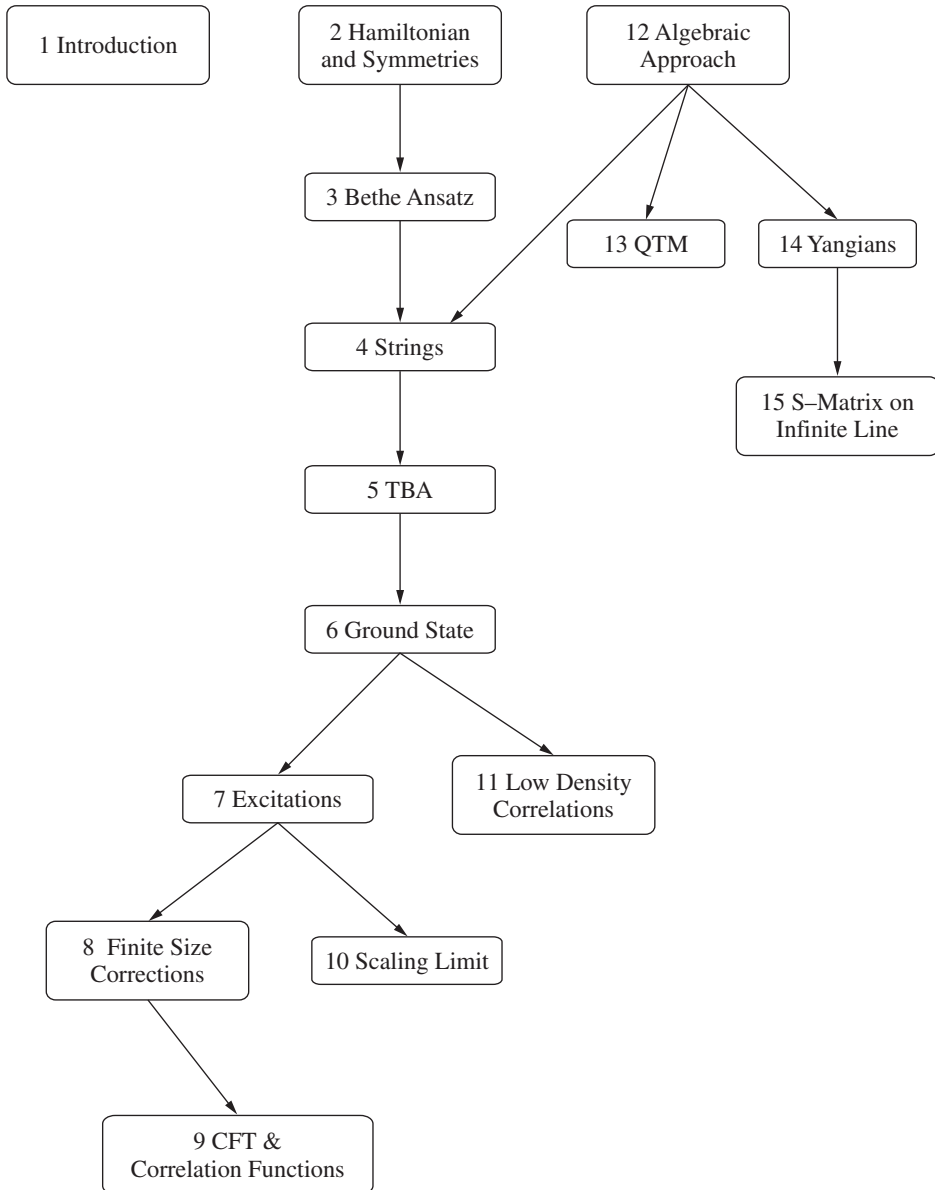 1 Introduction
2 Hamiltonian
and Symmetries
12 Algebraic
Approach
3 Bethe Ansatz
13 QTM
14 Yangians
4 Strings
15 S–Matrix on
Infinite Line
5 TBA
6 Ground State
7 Excitations
11 Low Density
Correlations
8 Finite Size
Corrections
10 Scaling Limit
9 CFT &
Correlation Functions